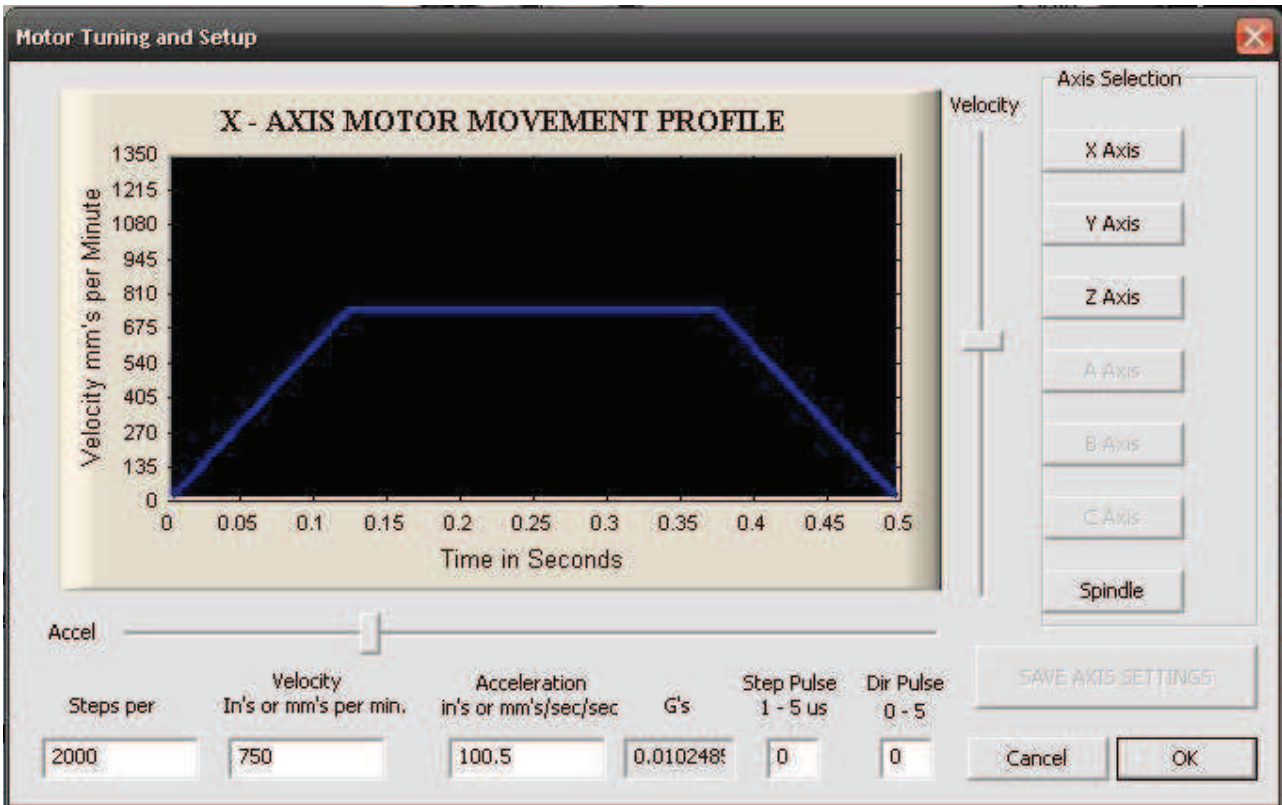 Motor Tuning and Setup
Axis Selection
X - AXIS MOTOR MOVEMENT PROFILE
Velocity
Velocity mm's per Minute
1350
1215
1080
945
810
675
540
405
270
135
0
0 0.05 0.1 0.15 0.2 0.25 0.3 0.35 0.4 0.45 0.5
Time in Seconds
X Axis
Y Axis
Z Axis
A Axis
B Axis
C Axis
Spindle
Accel
SAVE AXIS SETTINGS
Steps per
Velocity
In's or mm's per min.
Acceleration
in's or mm's/sec/sec
G's
Step Pulse
1 - 5 us
Dir Pulse
0 - 5
2000 750 100.5 0.010248 0 0
Cancel OK